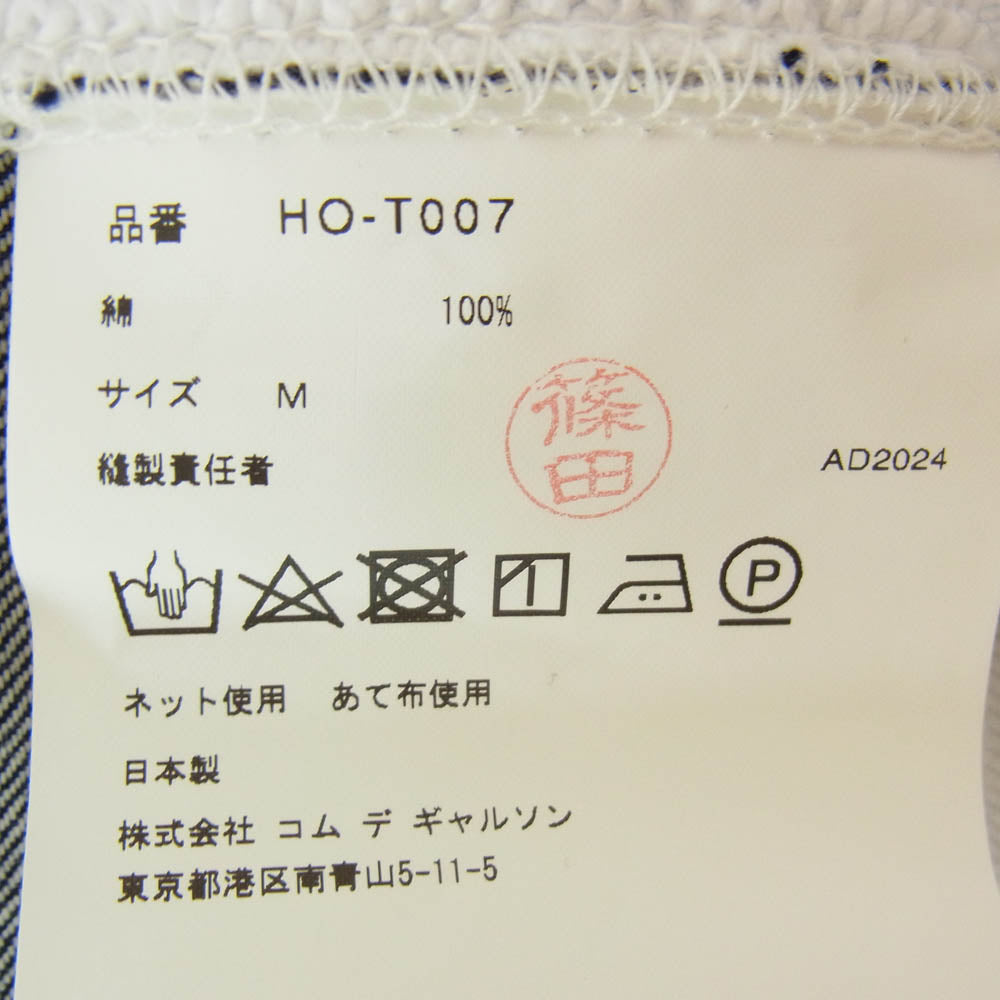 品番 HO-T007
綿 100%
サイズ M
篠田
縫製責任者 AD2024
P
ネット使用 あて布使用
日本製
株式会社 コム デ ギャルソン
東京都港区南青山5-11-5